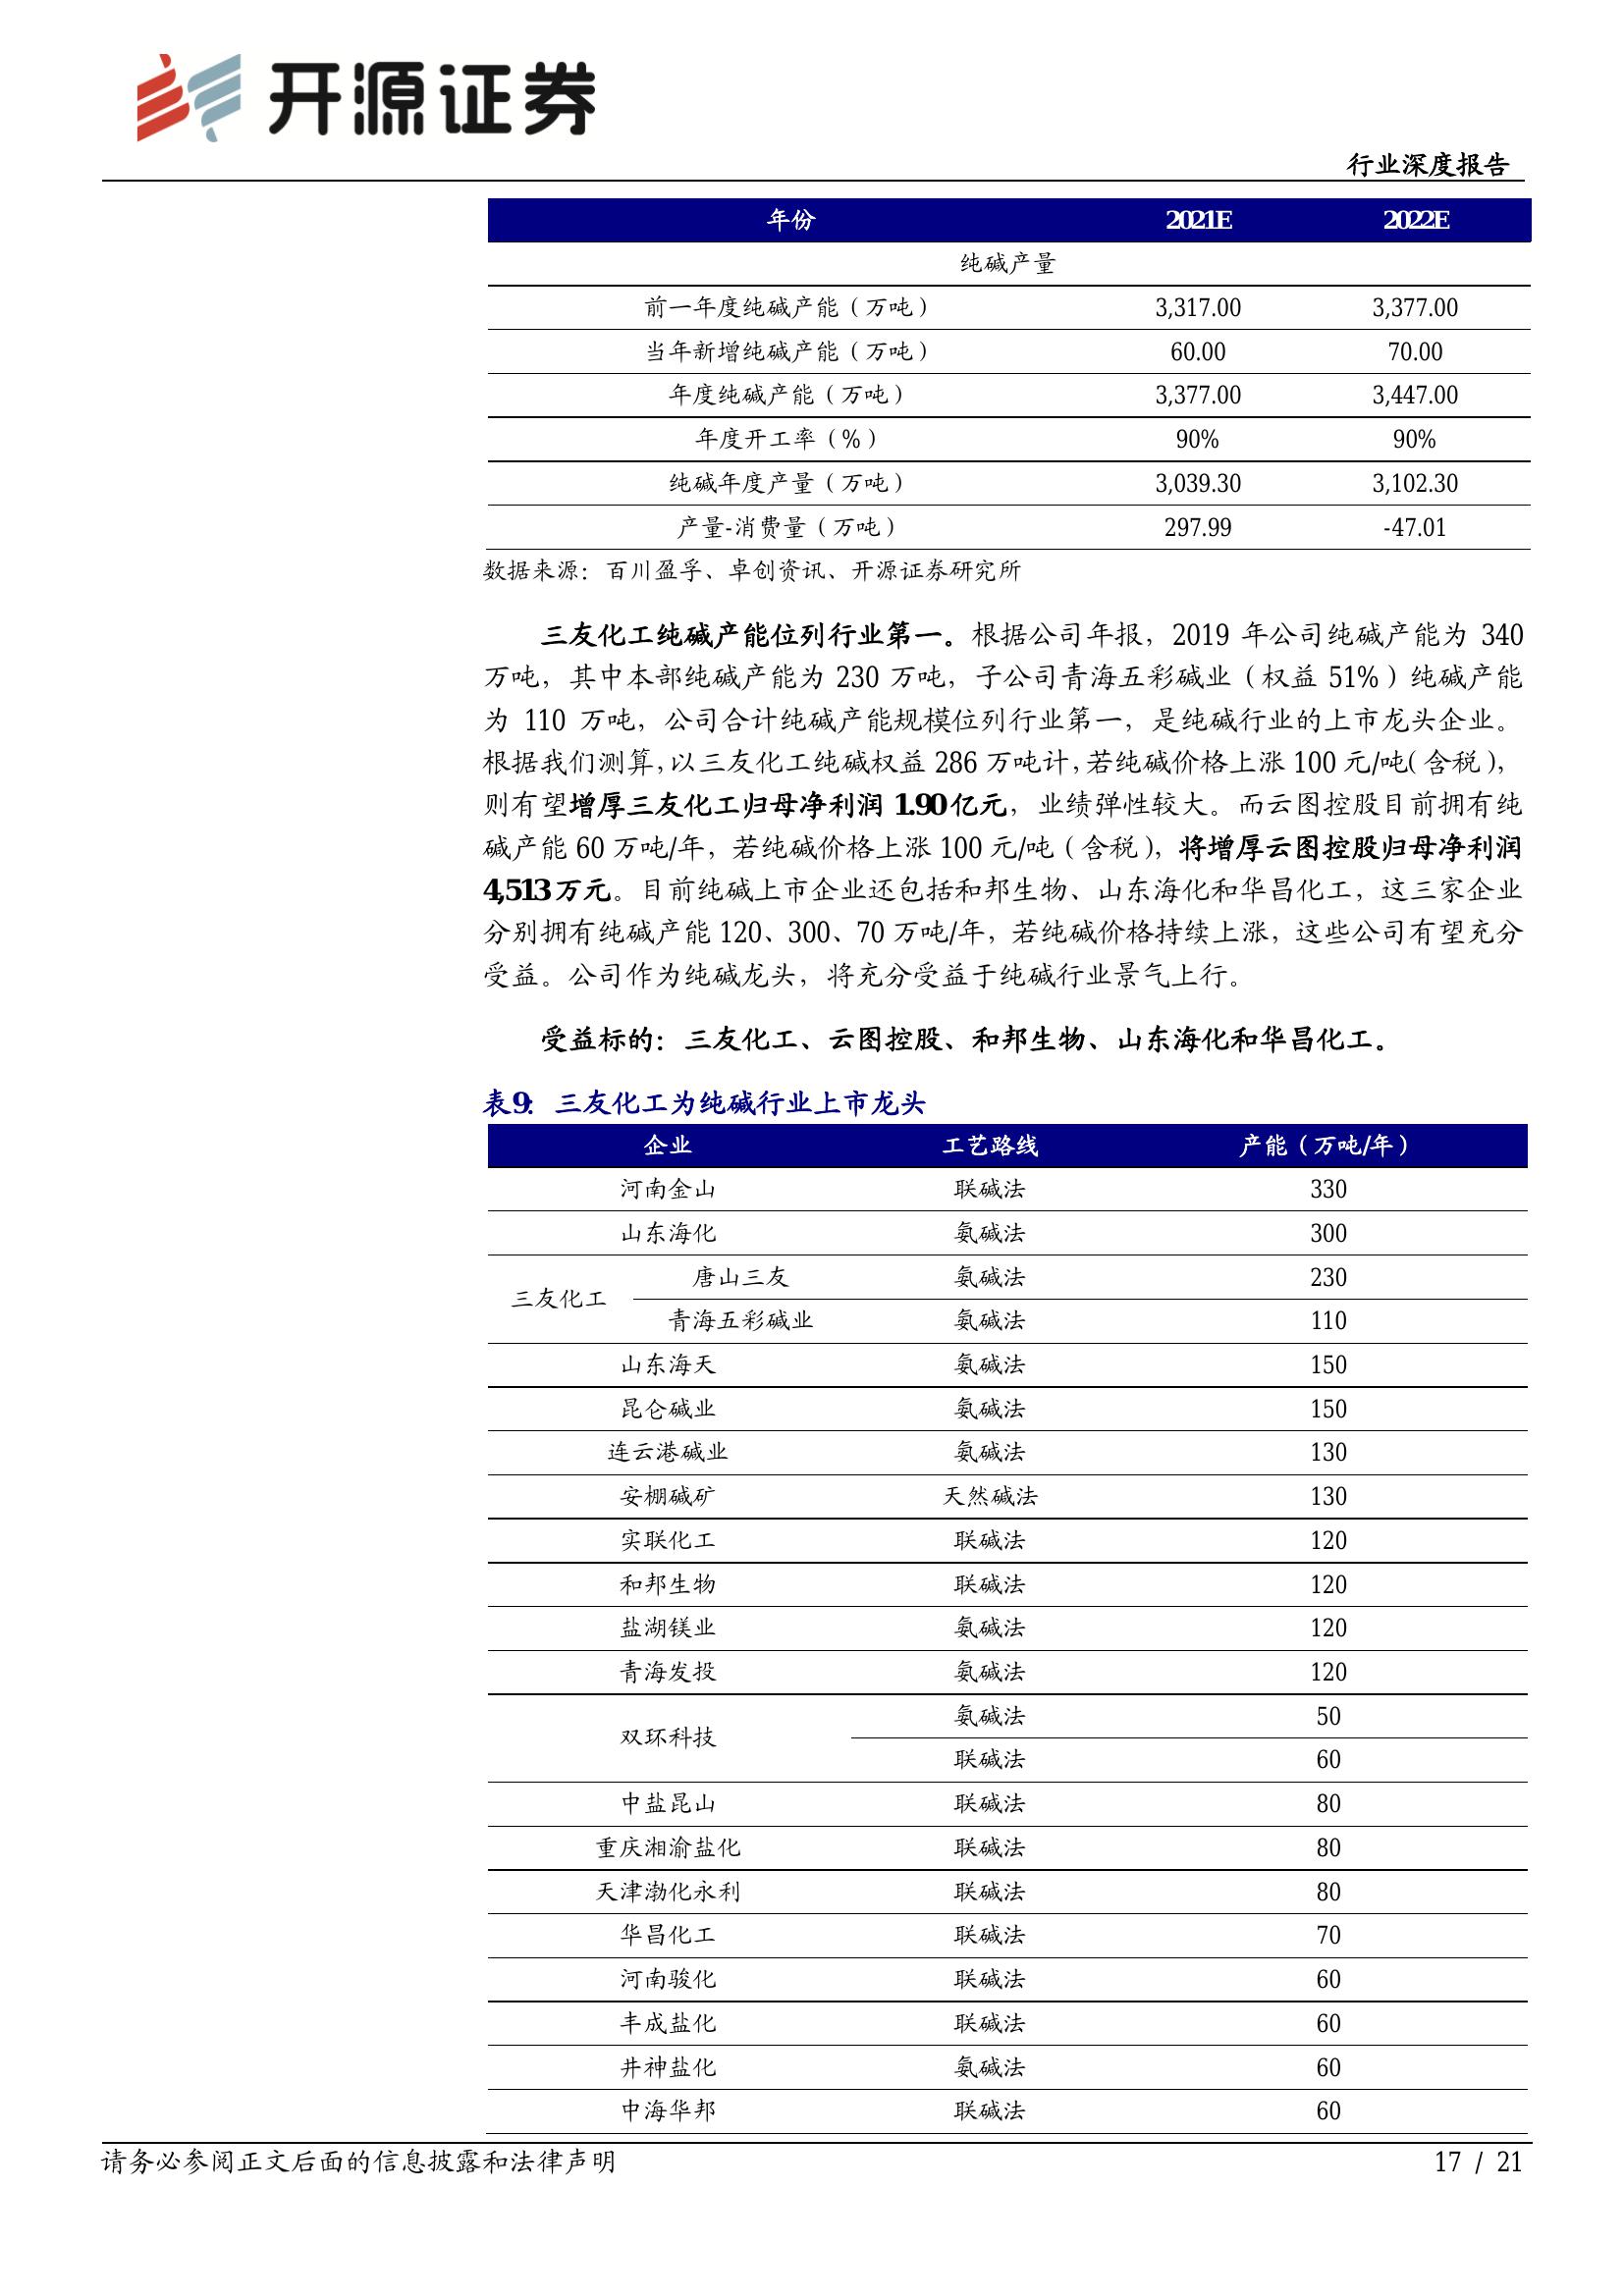 开源证券
行业深度报告
年份 2021E 2022E
纯碱产量
前一年度纯碱产能（万吨） 3,317.00 3,377.00
当年新增纯碱产能（万吨） 60.00 70.00
年度纯碱产能（万吨） 3,377.00 3,447.00
年度开工率（%） 90% 90%
纯碱年度产量（万吨） 3,039.30 3,102.30
产量-消费量（万吨） 297.99 -47.01
数据来源：百川盈孚、卓创资讯、开源证券研究所
三友化工纯碱产能位列行业第一。根据公司年报，2019 年公司纯碱产能为 340
万吨，其中本部纯碱产能为 230 万吨，子公司青海五彩碱业（权益 51%）纯碱产能
为 110 万吨，公司合计纯碱产能规模位列行业第一，是纯碱行业的上市龙头企业。
根据我们测算，以三友化工纯碱权益 286 万吨计，若纯碱价格上涨 100 元/吨（含税），
则有望增厚三友化工归母净利润 1.90 亿元，业绩弹性较大。而云图控股目前拥有纯
碱产能 60 万吨/年，若纯碱价格上涨 100 元/吨（含税），将增厚云图控股归母净利润
4,513 万元。目前纯碱上市企业还包括和邦生物、山东海化和华昌化工，这三家企业
分别拥有纯碱产能 120、300、70 万吨/年，若纯碱价格持续上涨，这些公司有望充分
受益。公司作为纯碱龙头，将充分受益于纯碱行业景气上行。
受益标的：三友化工、云图控股、和邦生物、山东海化和华昌化工。
表9：三友化工为纯碱行业上市龙头
企业 工艺路线 产能（万吨/年）
河南金山 联碱法 330
山东海化 氨碱法 300
三友化工 唐山三友 氨碱法 230
青海五彩碱业 氨碱法 110
山东海天 氨碱法 150
昆仑碱业 氨碱法 150
连云港碱业 氨碱法 130
安棚碱矿 天然碱法 130
实联化工 联碱法 120
和邦生物 联碱法 120
盐湖镁业 氨碱法 120
青海发投 氨碱法 120
双环科技 氨碱法 50
联碱法 60
中盐昆山 联碱法 80
重庆湘渝盐化 联碱法 80
天津渤化永利 联碱法 80
华昌化工 联碱法 70
河南骏化 联碱法 60
丰成盐化 联碱法 60
井神盐化 氨碱法 60
中海华邦 联碱法 60
请务必参阅正文后面的信息披露和法律声明 17 / 21